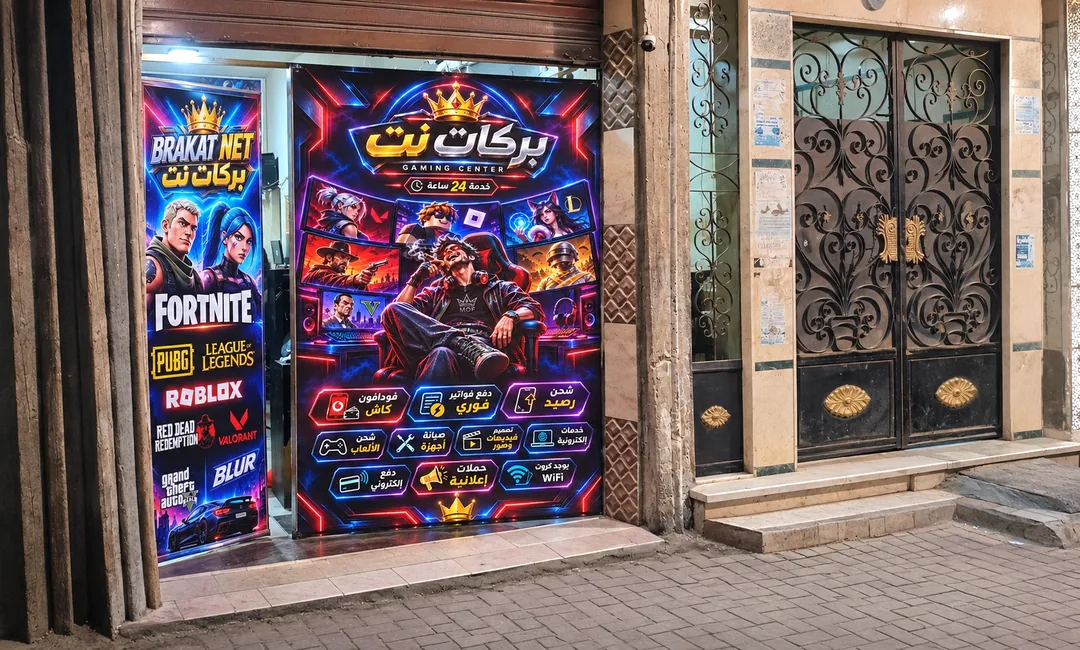 BRAKAT NET
بركات نت
FORTNITE
PUBG
LEAGUE OF
LEGENDS
ROBLOX
RED DEAD
REDEMPTION
VALORANT
grand
theft
auto
V
BLUR
بركات نت
GAMING CENTER
خدمة 24 ساعة
L
V
MOF
شحن
رصيد
دفع فواتير
فوري
فودافون
كاش
خدمات
إلكترونية
تصميم
فيديوهات
وصور
صيانة
أجهزة
شحن
الألعاب
يوجد كروت
WiFi
حملات
إعلانية
دفع
إلكتروني